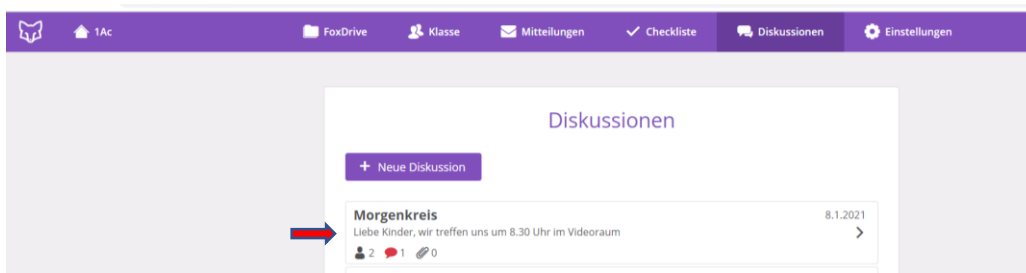 1Ac FoxDrive Klasse Mitteilungen Checkliste Diskussionen Einstellungen
Diskussionen
+ Neue Diskussion
Morgenkreis 8.1.2021
Liebe Kinder, wir treffen uns um 8.30 Uhr im Videoraum
2 1 0